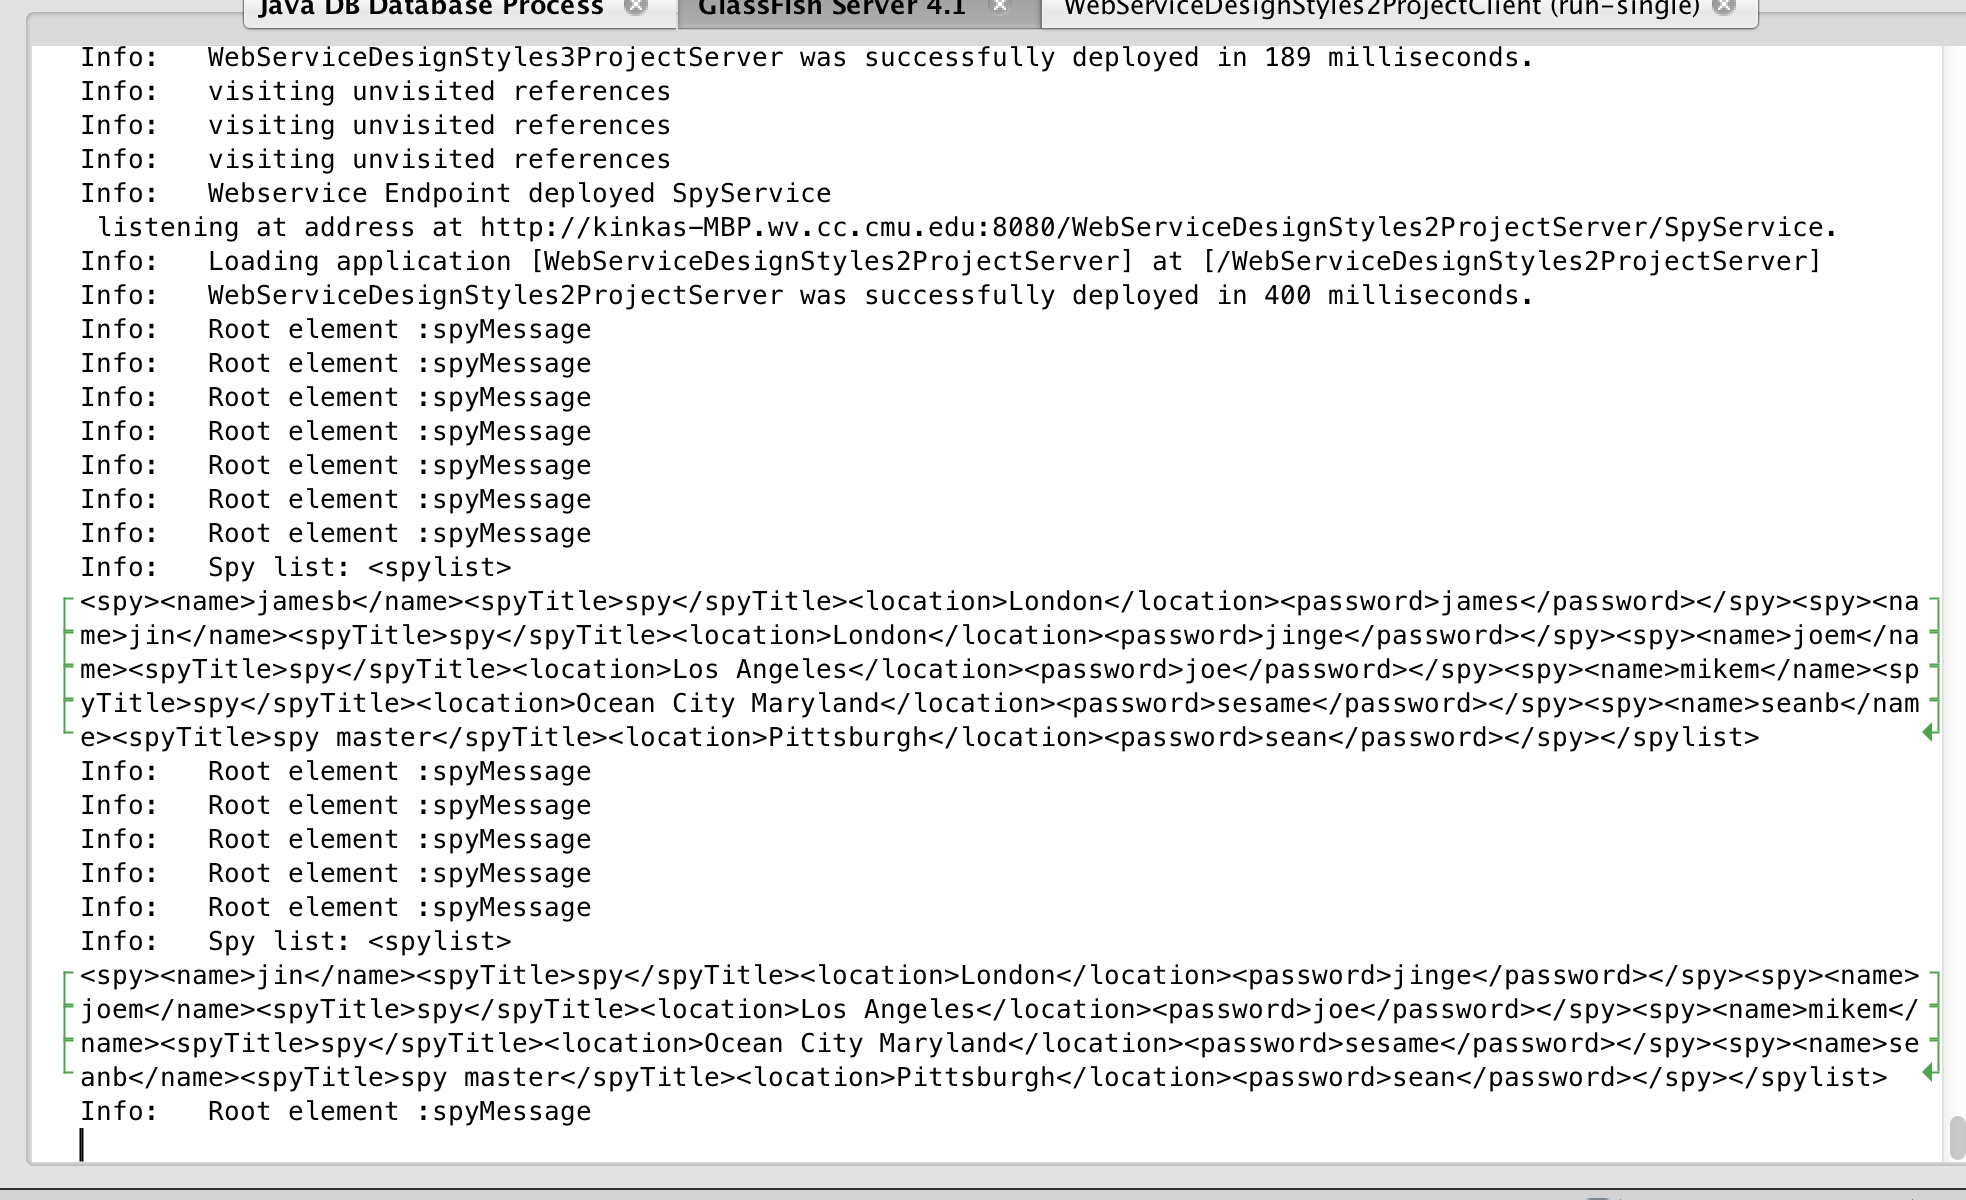 Java DB Database Process GlassFish Server 4.1 WebServiceDesignStyles2ProjectClient (run-single)
Info:   WebServiceDesignStyles3ProjectServer was successfully deployed in 189 milliseconds.
Info:   visiting unvisited references
Info:   visiting unvisited references
Info:   visiting unvisited references
Info:   Webservice Endpoint deployed SpyService
 listening at address at http://kinkas-MBP.wv.cc.cmu.edu:8080/WebServiceDesignStyles2ProjectServer/SpyService.
Info:   Loading application [WebServiceDesignStyles2ProjectServer] at [/WebServiceDesignStyles2ProjectServer]
Info:   WebServiceDesignStyles2ProjectServer was successfully deployed in 400 milliseconds.
Info:   Root element :spyMessage
Info:   Root element :spyMessage
Info:   Root element :spyMessage
Info:   Root element :spyMessage
Info:   Root element :spyMessage
Info:   Root element :spyMessage
Info:   Root element :spyMessage
Info:   Spy list: <spylist>
<spy><name>jamesb</name><spyTitle>spy</spyTitle><location>London</location><password>james</password></spy><spy><na
me>jin</name><spyTitle>spy</spyTitle><location>London</location><password>jinge</password></spy><spy><name>joem</na
me><spyTitle>spy</spyTitle><location>Los Angeles</location><password>joe</password></spy><spy><name>mikem</name><sp
yTitle>spy</spyTitle><location>Ocean City Maryland</location><password>sesame</password></spy><spy><name>seanb</nam
e><spyTitle>spy master</spyTitle><location>Pittsburgh</location><password>sean</password></spy></spylist>
Info:   Root element :spyMessage
Info:   Root element :spyMessage
Info:   Root element :spyMessage
Info:   Root element :spyMessage
Info:   Root element :spyMessage
Info:   Spy list: <spylist>
<spy><name>jin</name><spyTitle>spy</spyTitle><location>London</location><password>jinge</password></spy><spy><name>
joem</name><spyTitle>spy</spyTitle><location>Los Angeles</location><password>joe</password></spy><spy><name>mikem</
name><spyTitle>spy</spyTitle><location>Ocean City Maryland</location><password>sesame</password></spy><spy><name>se
anb</name><spyTitle>spy master</spyTitle><location>Pittsburgh</location><password>sean</password></spy></spylist>
Info:   Root element :spyMessage